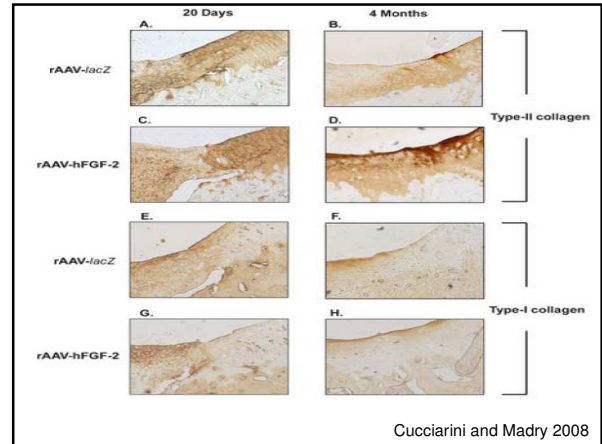 20 Days
4 Months
A.
B.
rAAV-lacZ
C.
D.
Type-II collagen
rAAV-hFGF-2
E.
F.
rAAV-lacZ
G.
H.
Type-I collagen
rAAV-hFGF-2
Cucciarini and Madry 2008